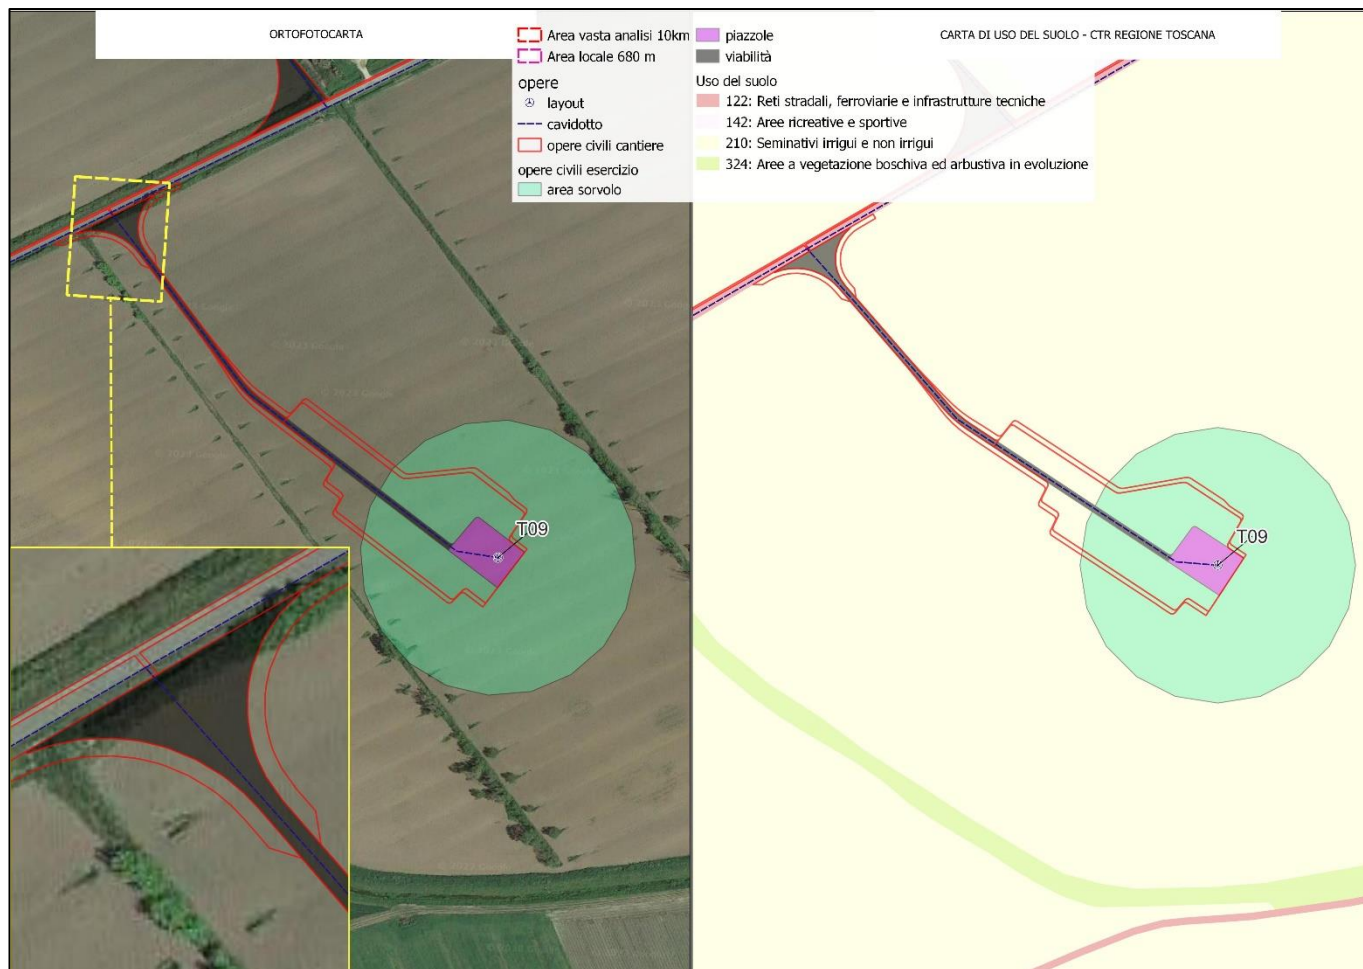 ORTOFOTOCARTA
Area vasta analisi 10km
Area locale 680 m
opere
layout
cavidotto
opere civili cantiere
opere civili esercizio
area sorvolo
piazzole
viabilità
Uso del suolo
122: Reti stradali, ferroviarie e infrastrutture tecniche
142: Aree ricreative e sportive
210: Seminativi irrigui e non irrigui
324: Aree a vegetazione boschiva ed arbustiva in evoluzione
CARTA DI USO DEL SUOLO - CTR REGIONE TOSCANA
T09
T09